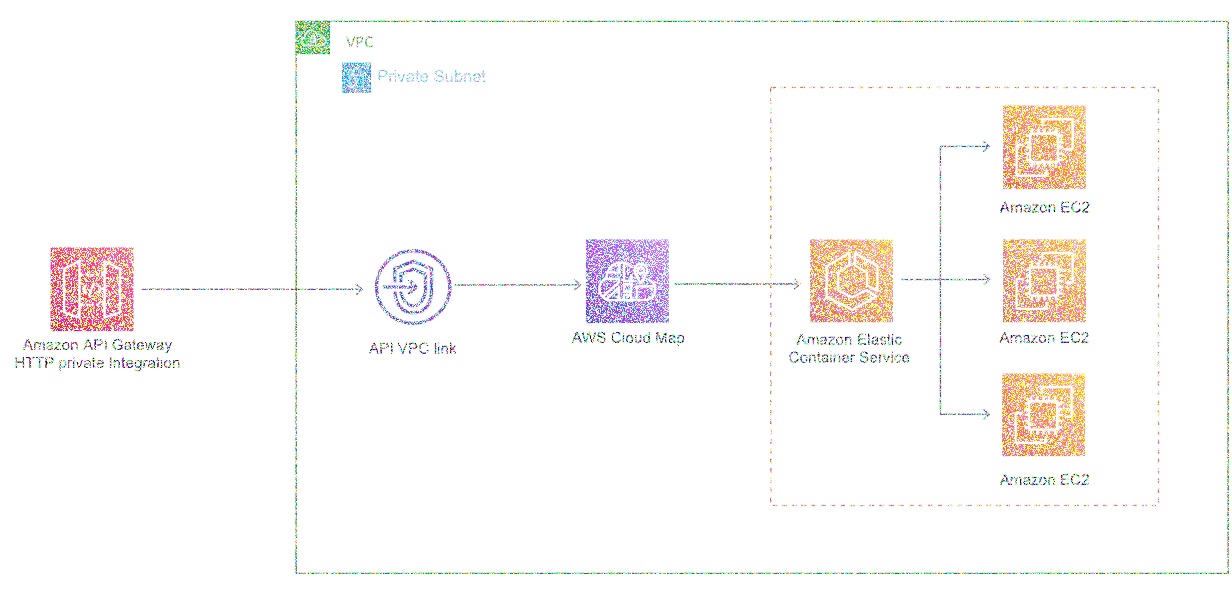 VPC
Private Subnet
Amazon EC2
Amazon API Gateway
HTTP private Integration
API VPC link
AWS Cloud Map
Amazon Elastic
Container Service
Amazon EC2
Amazon EC2